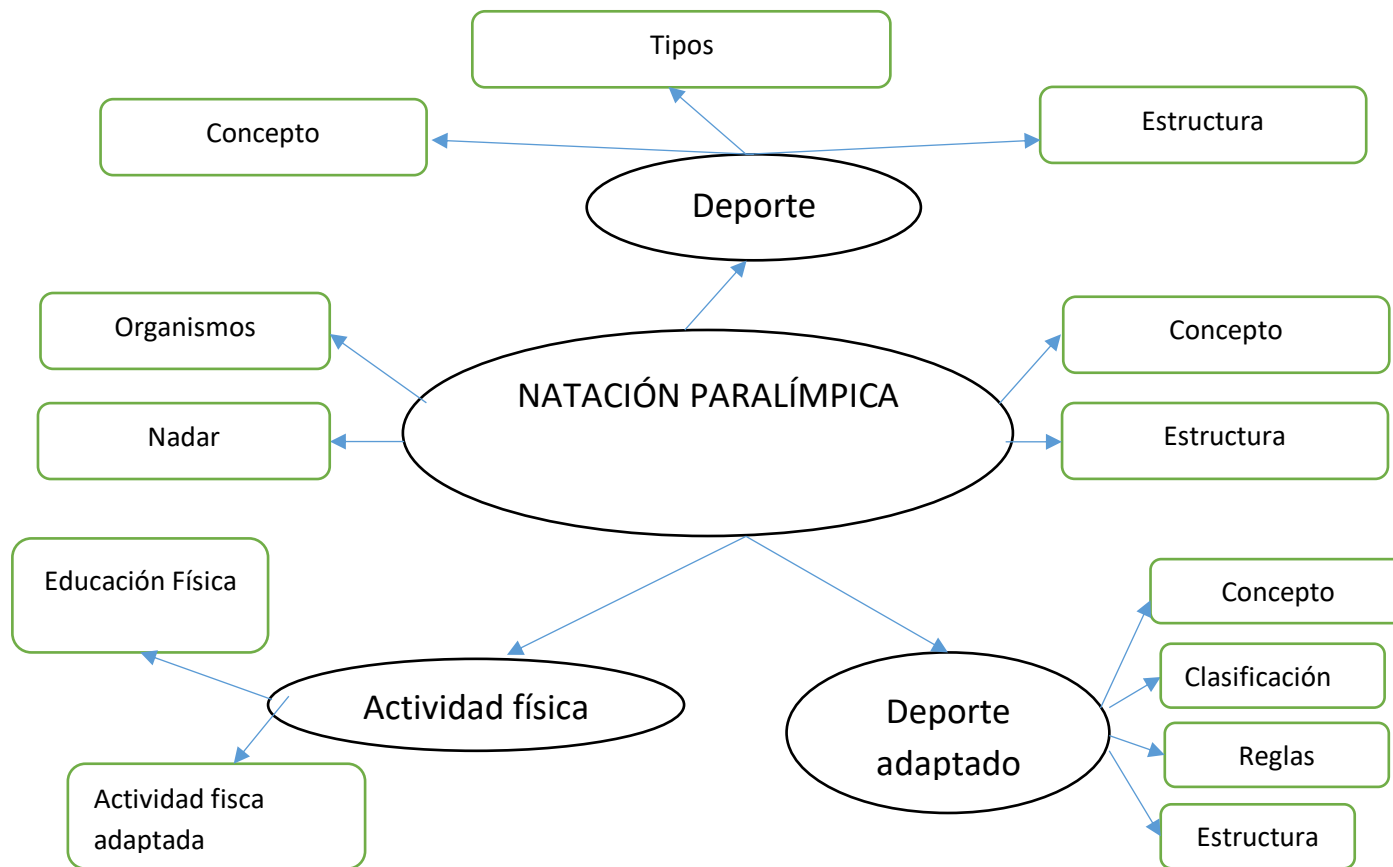 Tipos
Concepto
Estructura
Deporte
Organismos
Concepto
NATACIÓN PARALÍMPICA
Nadar
Estructura
Educación Física
Concepto
Clasificación
Actividad física
Deporte
adaptado
Reglas
Actividad fisca
adaptada
Estructura